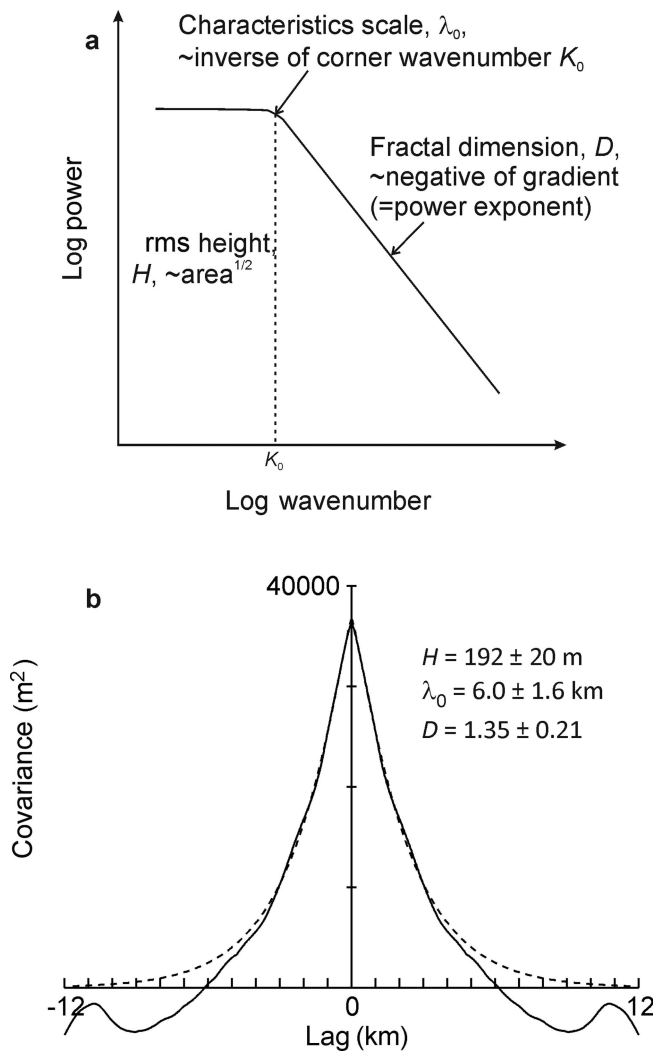 a
Characteristics scale, λ₀,
~inverse of corner wavenumber K₀
Fractal dimension, D,
~negative of gradient
(=power exponent)
rms height,
H, ~area¹/²
Log power
K₀
Log wavenumber
b
40000
H = 192 ± 20 m
λ₀ = 6.0 ± 1.6 km
D = 1.35 ± 0.21
Covariance (m²)
-12
0
12
Lag (km)